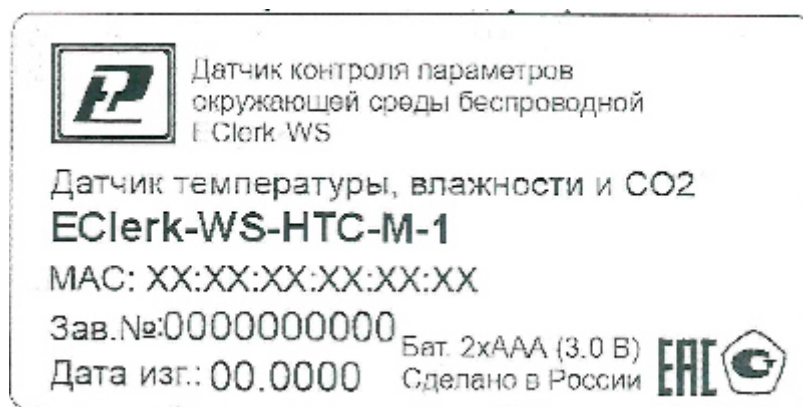 Датчик контроля параметров
окружающей среды беспроводной
EClerk-WS
Датчик температуры, влажности и CO2
EClerk-WS-HTC-M-1
MAC: XX:XX:XX:XX:XX:XX
Зав.№:0000000000
Дата изг.: 00.0000
Бат. 2xAAA (3.0 В)
Сделано в России
EAC